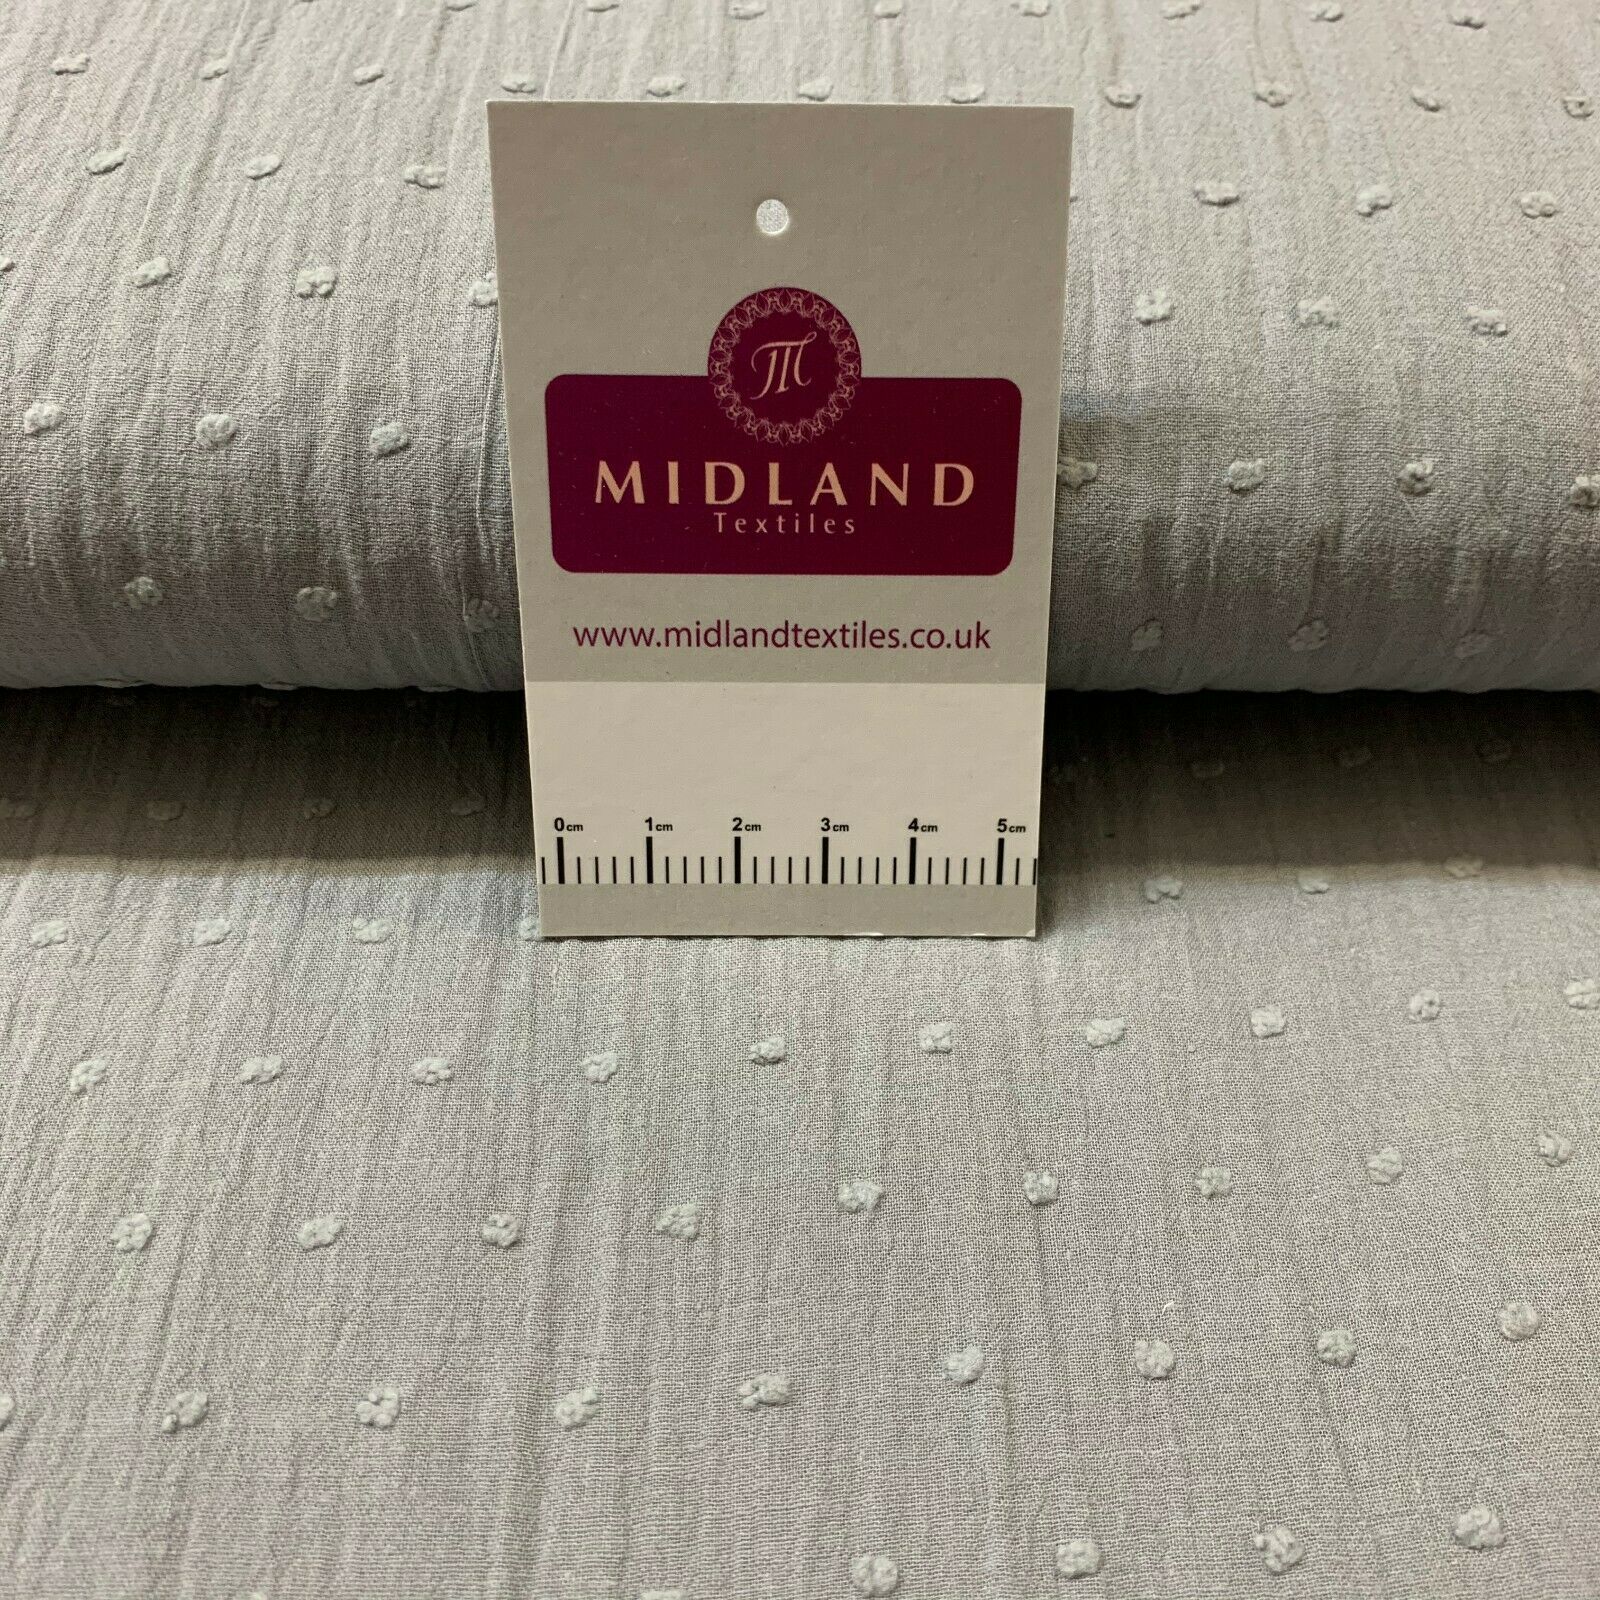 M
MIDLAND
Textiles
www.midlandtextiles.co.uk
0cm 1cm 2cm 3cm 4cm 5cm